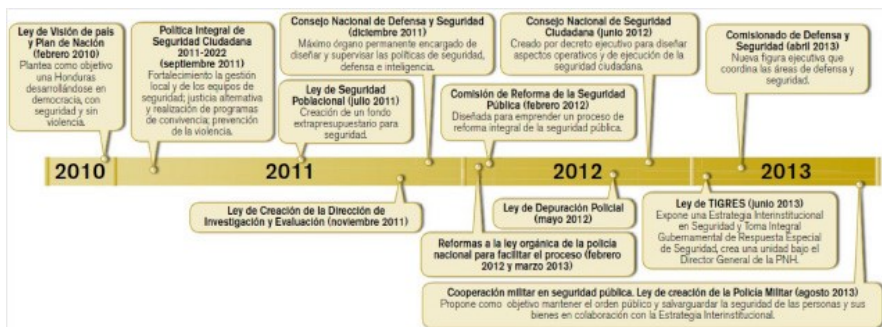 Ley de Visión de país
y Plan de Nación
(febrero 2010)
Plantea como objetivo
una Honduras
desarrollándose en
democracia, con
seguridad y sin
violencia.
Política Integral de
Seguridad Ciudadana
2011-2022
(septiembre 2011)
Fortalecimiento la gestión
local y de los equipos de
seguridad; justicia alternativa
y realización de programas
de convivencia; prevención
de la violencia.
Consejo Nacional de Defensa y Seguridad
(diciembre 2011)
Máximo órgano permanente encargado de
diseñar y supervisar las políticas de seguridad,
defensa e inteligencia.
Ley de Seguridad
Poblacional (julio 2011)
Creación de un fondo
extrapresupuestario para
seguridad.
Consejo Nacional de Seguridad
Ciudadana (junio 2012)
Creado por decreto ejecutivo para diseñar
aspectos operativos y de ejecución de la
seguridad ciudadana.
Comisión de Reforma de la Seguridad
Pública (febrero 2012)
Diseñada para emprender un proceso de
reforma integral de la seguridad pública.
Comisionado de Defensa y
Seguridad (abril 2013)
Nueva figura ejecutiva que
coordina las áreas de defensa y
seguridad.
2010
2011
2012
2013
Ley de Creación de la Dirección de
Investigación y Evaluación (noviembre 2011)
Ley de Depuración Policial
(mayo 2012)
Reformas a la ley orgánica de la policía
nacional para facilitar el proceso (febrero
2012 y marzo 2013)
Ley de TIGRES (junio 2013)
Expone una Estrategia Interinstitucional
en Seguridad y Toma Integral
Gubernamental de Respuesta Especial
de Seguridad, crea una unidad bajo el
Director General de la PNH.
Cooperación militar en seguridad pública. Ley de creación de la Policía Militar (agosto 2013)
Propone como objetivo mantener el orden público y salvarguardar la seguridad de las personas y sus
bienes en colaboración con la Estrategia Interinstitucional.